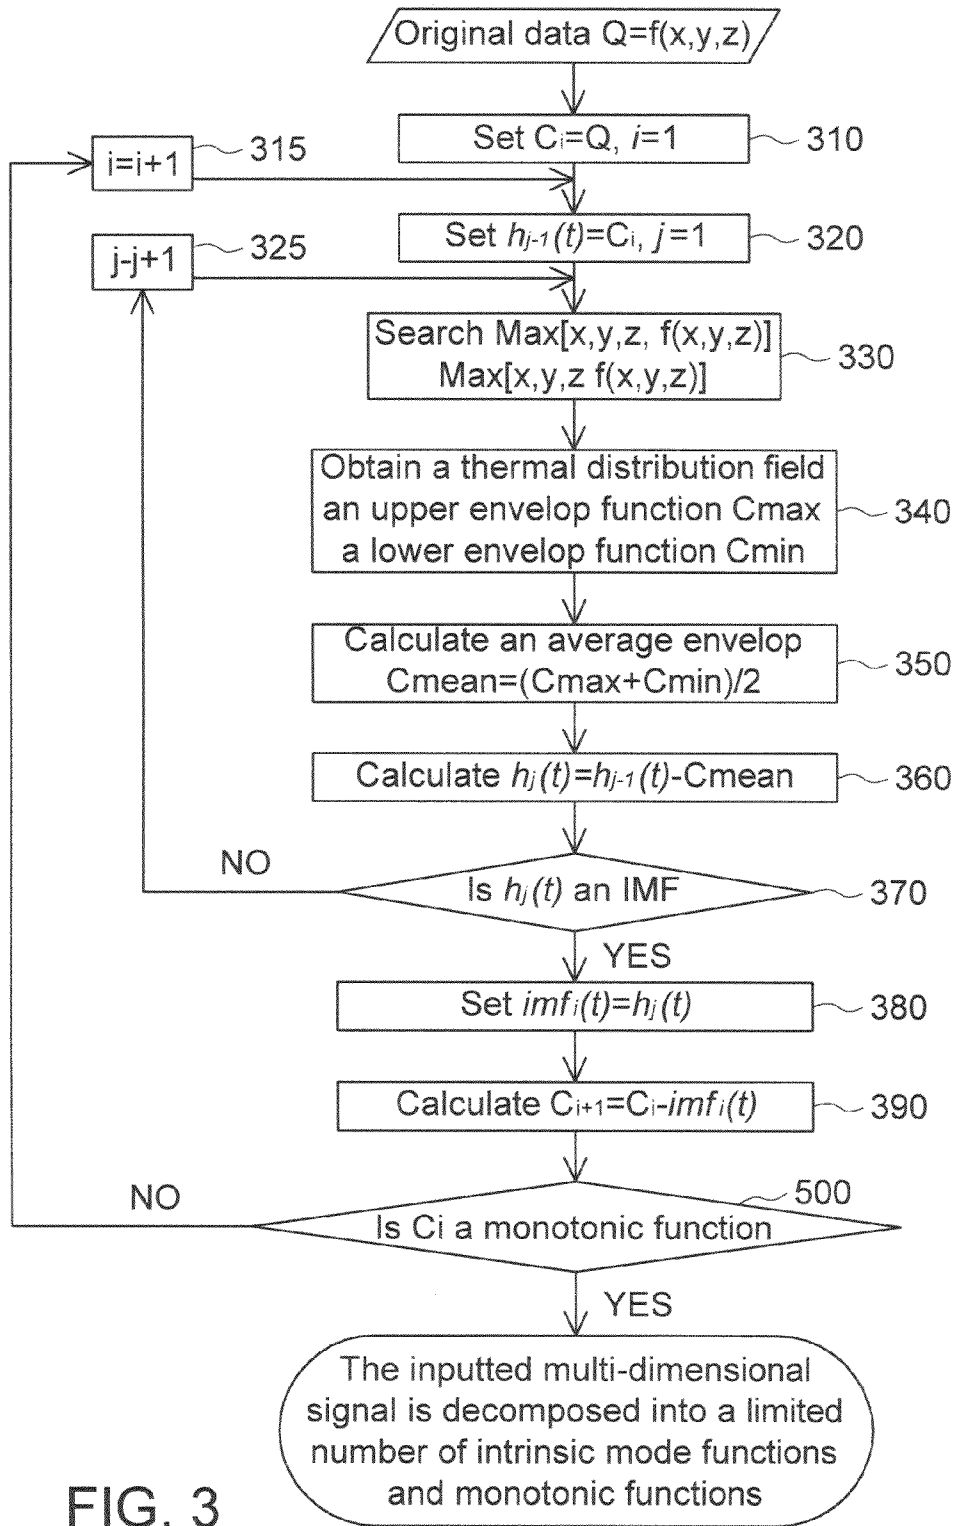 Original data Q=f(x,y,z)
Set Ci=Q, i=1
310
i=i+1
315
Set hj-1(t)=Ci, j=1
320
j-j+1
325
Search Max[x,y,z, f(x,y,z)]
Max[x,y,z f(x,y,z)]
330
Obtain a thermal distribution field
an upper envelop function Cmax
a lower envelop function Cmin
340
Calculate an average envelop
Cmean=(Cmax+Cmin)/2
350
Calculate hj(t)=hj-1(t)-Cmean
360
NO
Is hj(t) an IMF
370
YES
Set imfi(t)=hj(t)
380
Calculate Ci+1=Ci-imfi(t)
390
NO
500
Is Ci a monotonic function
YES
The inputted multi-dimensional
signal is decomposed into a limited
number of intrinsic mode functions
and monotonic functions
FIG. 3